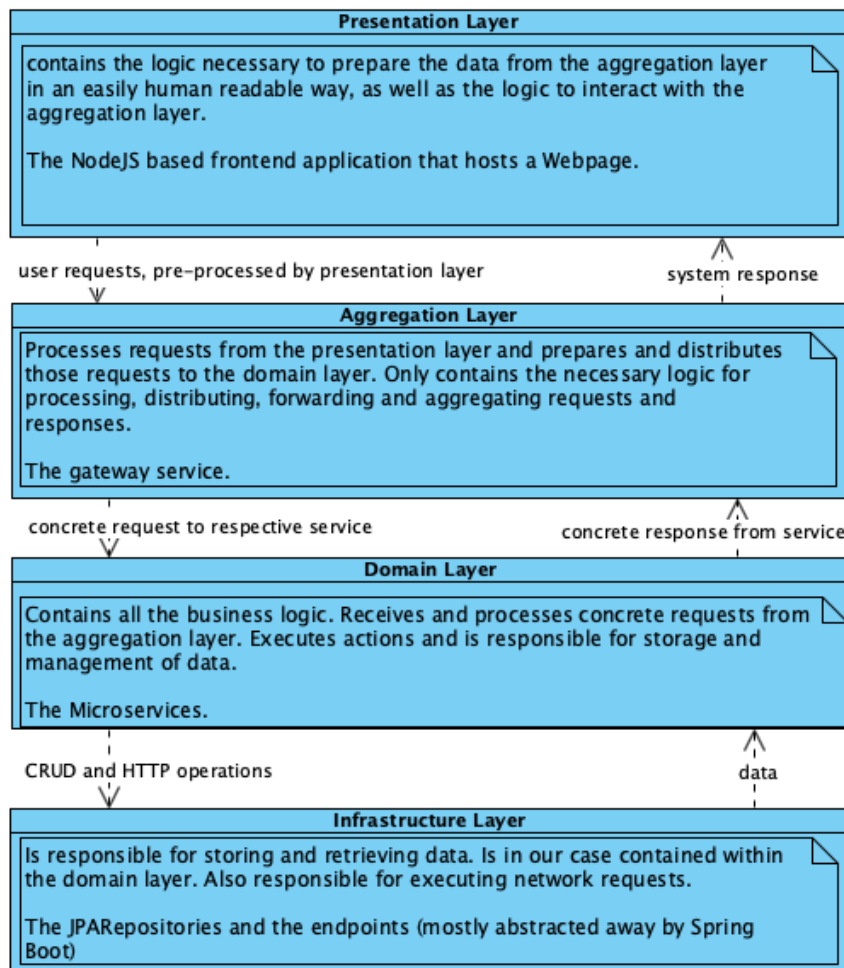 Presentation Layer
contains the logic necessary to prepare the data from the aggregation layer
in an easily human readable way, as well as the logic to interact with the
aggregation layer.
The NodeJS based frontend application that hosts a Webpage.
user requests, pre-processed by presentation layer
system response
Aggregation Layer
Processes requests from the presentation layer and prepares and distributes
those requests to the domain layer. Only contains the necessary logic for
processing, distributing, forwarding and aggregating requests and
responses.
The gateway service.
concrete request to respective service
concrete response from service
Domain Layer
Contains all the business logic. Receives and processes concrete requests from
the aggregation layer. Executes actions and is responsible for storage and
management of data.
The Microservices.
CRUD and HTTP operations
data
Infrastructure Layer
Is responsible for storing and retrieving data. Is in our case contained within
the domain layer. Also responsible for executing network requests.
The JPARepositories and the endpoints (mostly abstracted away by Spring
Boot)